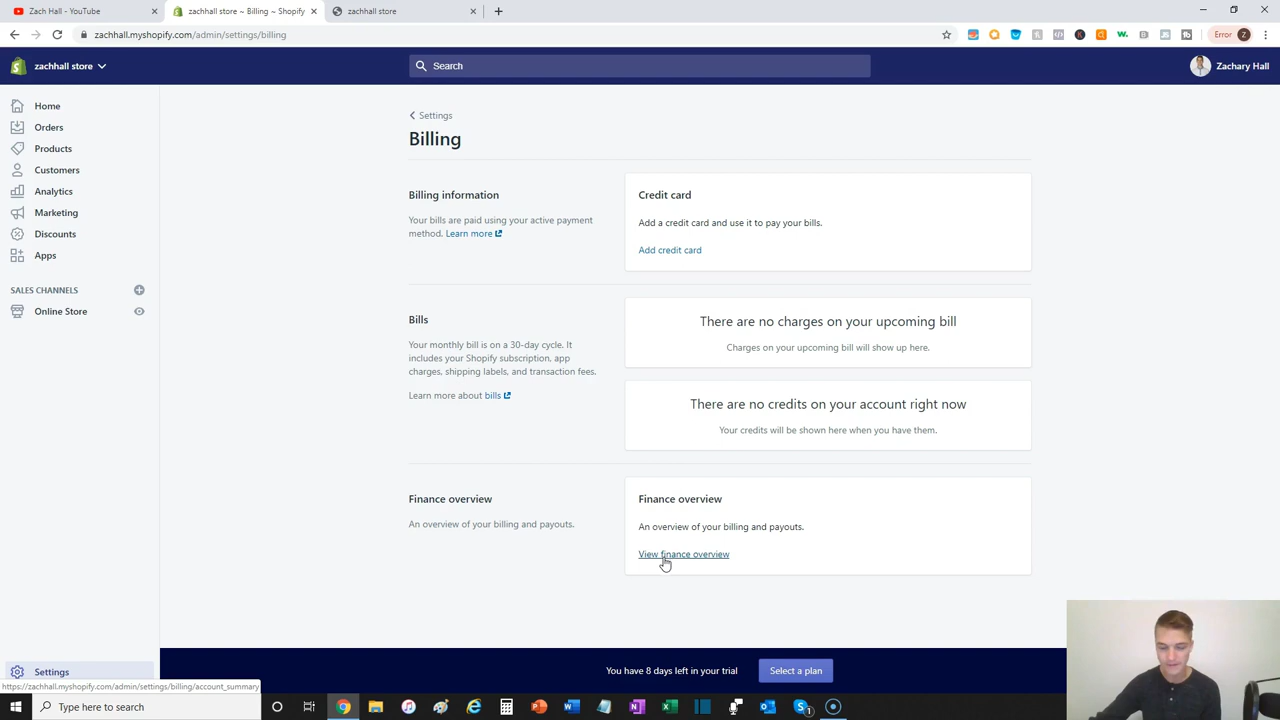 Zach Hall - YouTube
zachhall store ~ Billing ~ Shopify
zachhall store
zachhall.myshopify.com/admin/settings/billing
Error
Z
zachhall store
Search
Zachary Hall
Home
Orders
Products
Customers
Analytics
Marketing
Discounts
Apps
SALES CHANNELS
Online Store
Settings
Settings
Billing
Billing information
Your bills are paid using your active payment
method. Learn more
Credit card
Add a credit card and use it to pay your bills.
Add credit card
Bills
Your monthly bill is on a 30-day cycle. It
includes your Shopify subscription, app
charges, shipping labels, and transaction fees.
Learn more about bills
There are no charges on your upcoming bill
Charges on your upcoming bill will show up here.
There are no credits on your account right now
Your credits will be shown here when you have them.
Finance overview
An overview of your billing and payouts.
Finance overview
An overview of your billing and payouts.
View finance overview
You have 8 days left in your trial
Select a plan
https://zachhall.myshopify.com/admin/settings/billing/account_summary
Type here to search